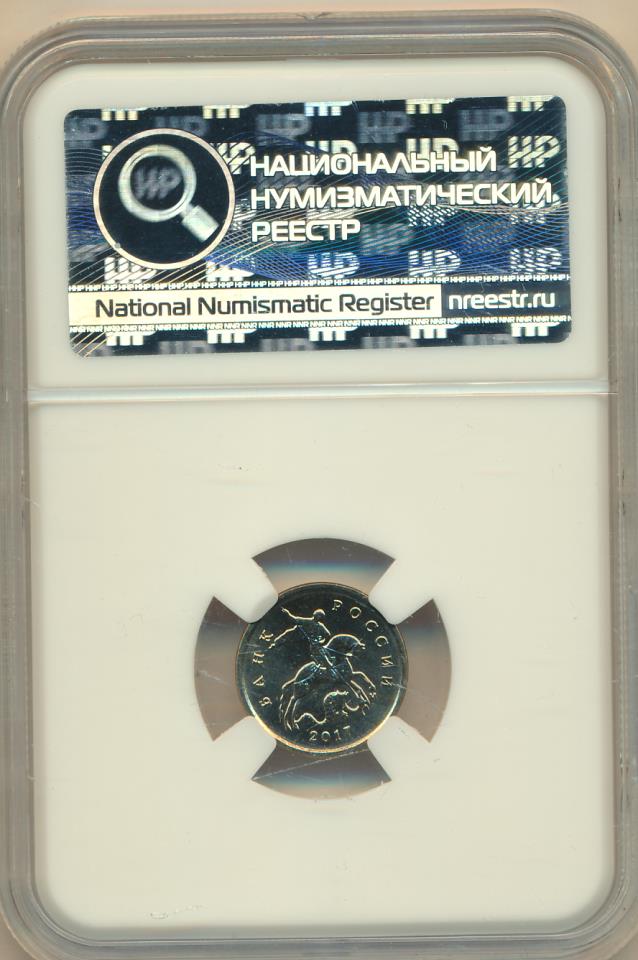 НАЦИОНАЛЬНЫЙ
НУМИЗМАТИЧЕСКИЙ
РЕЕСТР
National Numismatic Register nreestr.ru
БАНК РОССИИ
2017